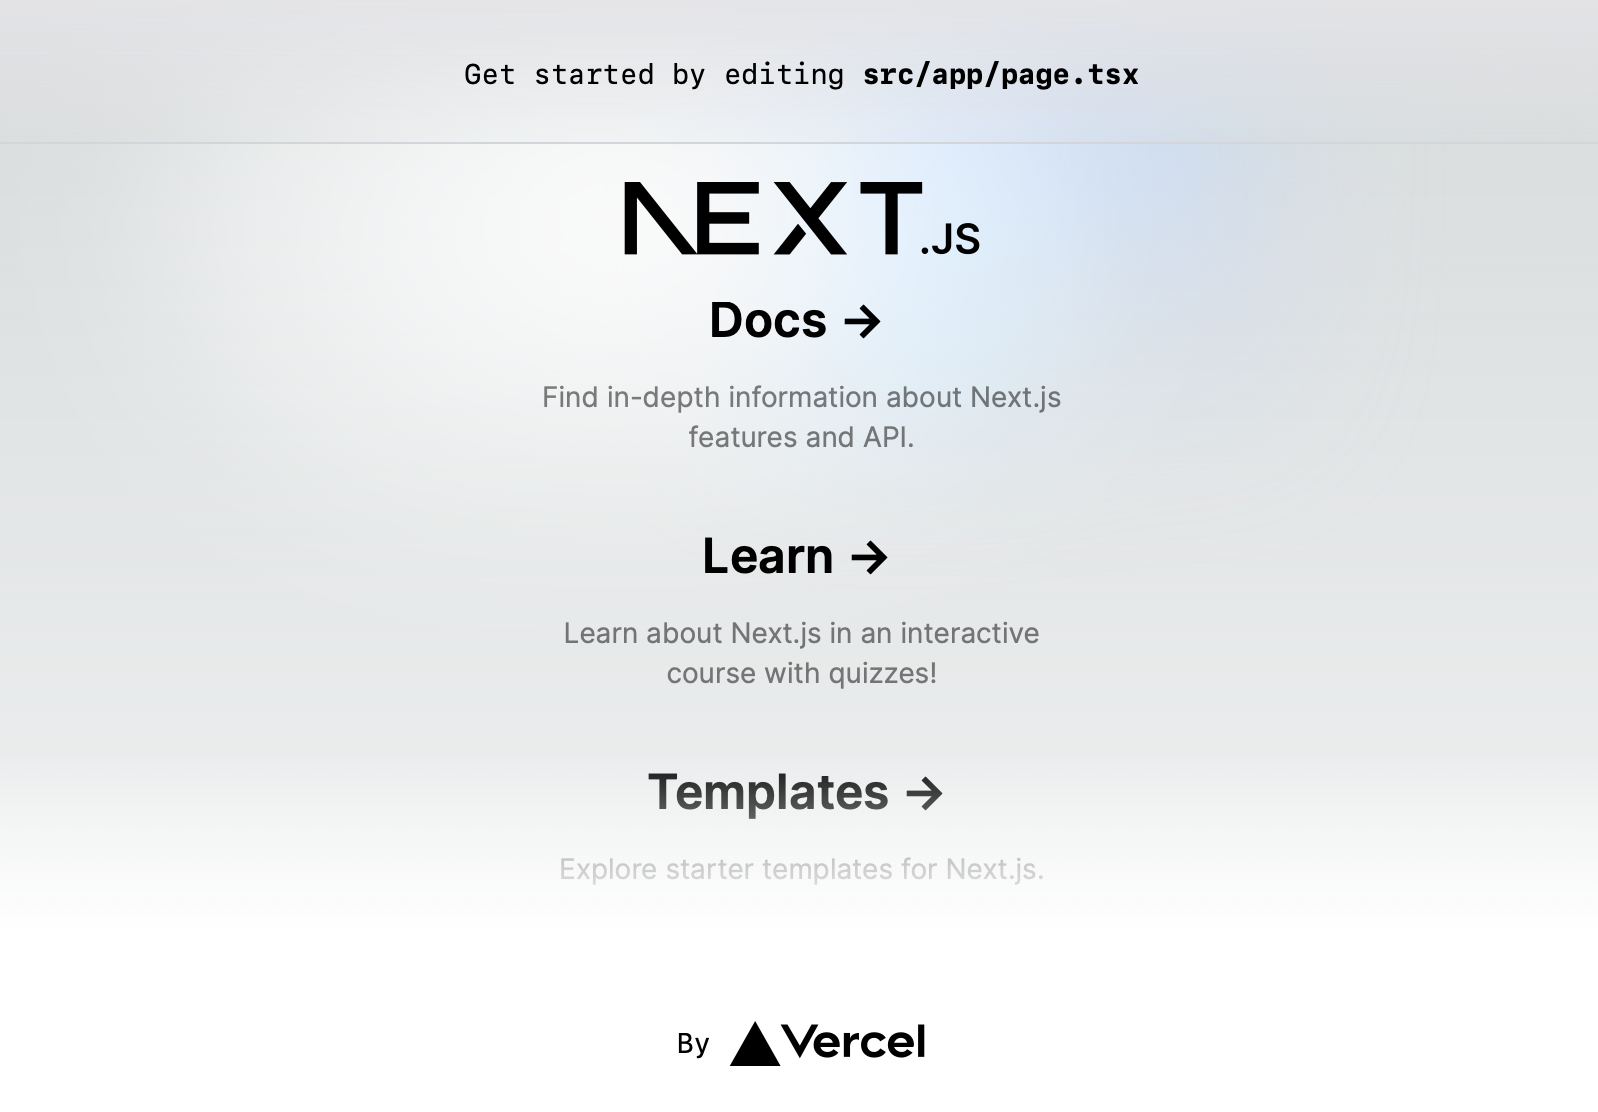 Get started by editing src/app/page.tsx
NEXT.JS
Docs →
Find in-depth information about Next.js
features and API.
Learn →
Learn about Next.js in an interactive
course with quizzes!
Templates →
Explore starter templates for Next.js.
By Vercel